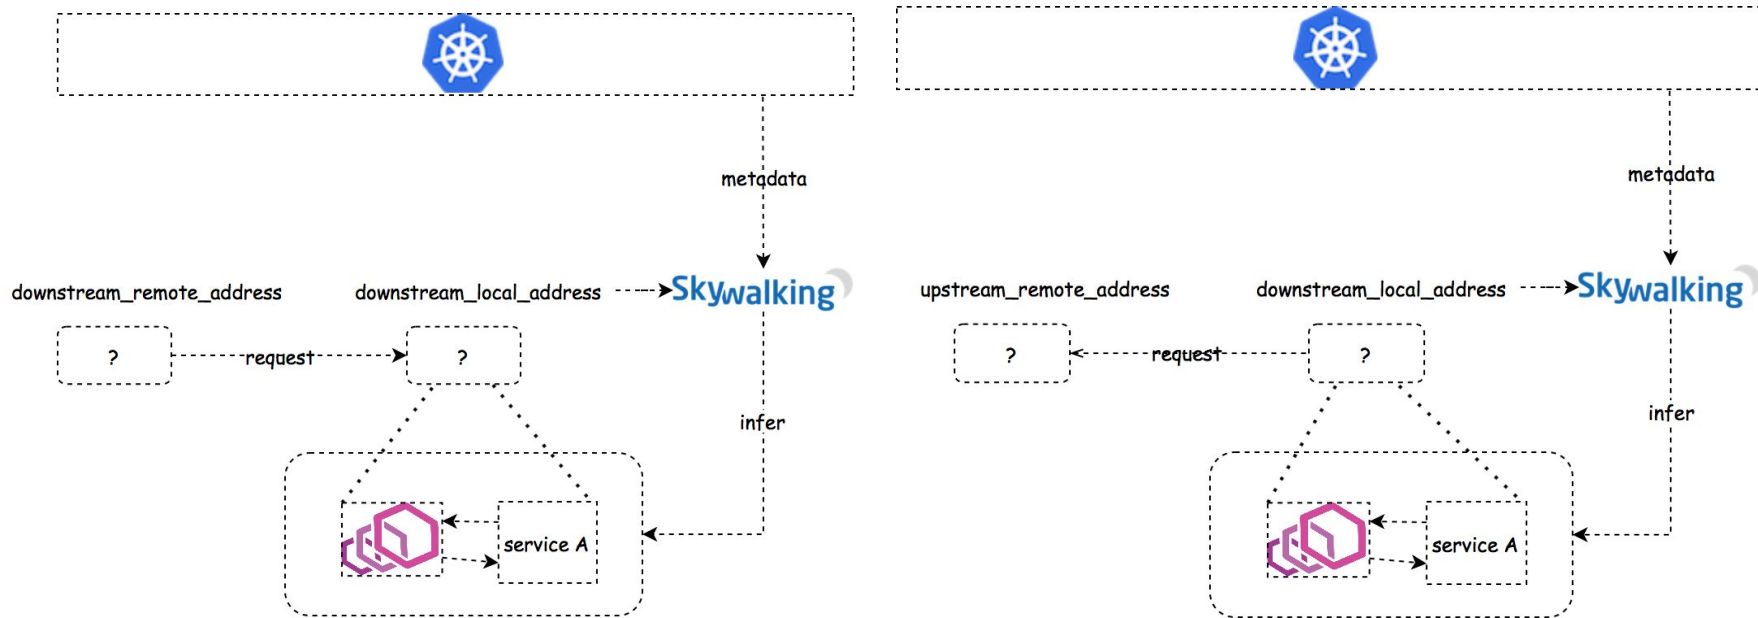 metadata
downstream_remote_address
downstream_local_address
Skywalking
?
request
?
infer
service A
metadata
upstream_remote_address
downstream_local_address
Skywalking
?
request
?
infer
service A